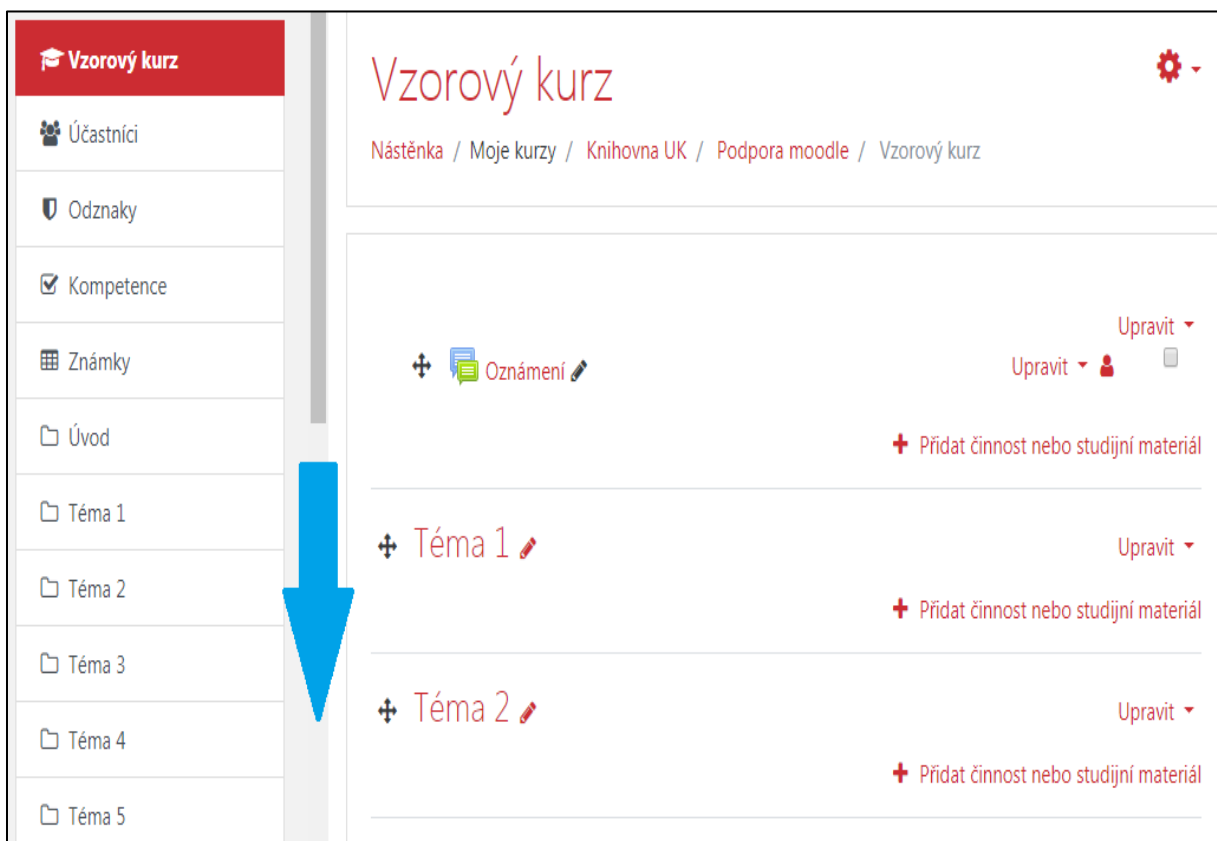 Vzorový kurz
Účastníci
Odznaky
Kompetence
Známky
Úvod
Téma 1
Téma 2
Téma 3
Téma 4
Téma 5
Vzorový kurz
Nástěnka / Moje kurzy / Knihovna UK / Podpora moodle / Vzorový kurz
Upravit
Oznámení Upravit
Přidat činnost nebo studijní materiál
Téma 1 Upravit
Přidat činnost nebo studijní materiál
Téma 2 Upravit
Přidat činnost nebo studijní materiál